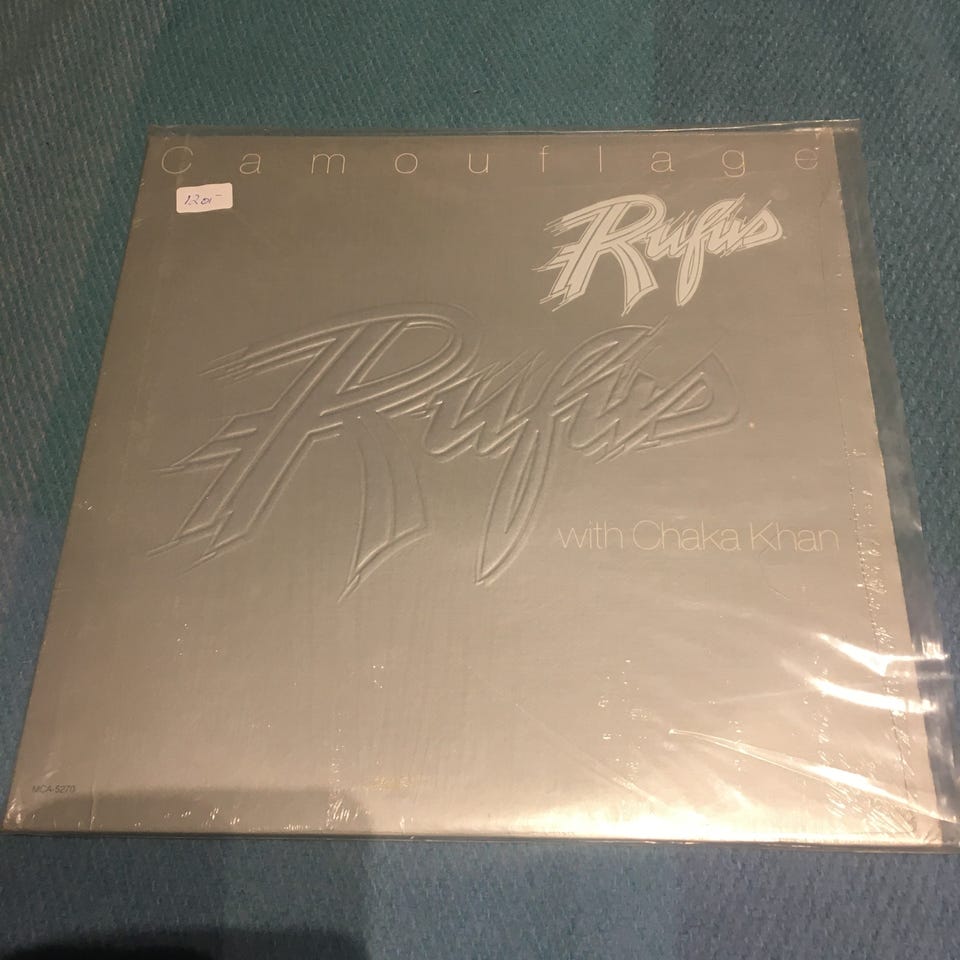 Camouflage
120,-
Rufus
Rufus
with Chaka Khan
MCA-5270